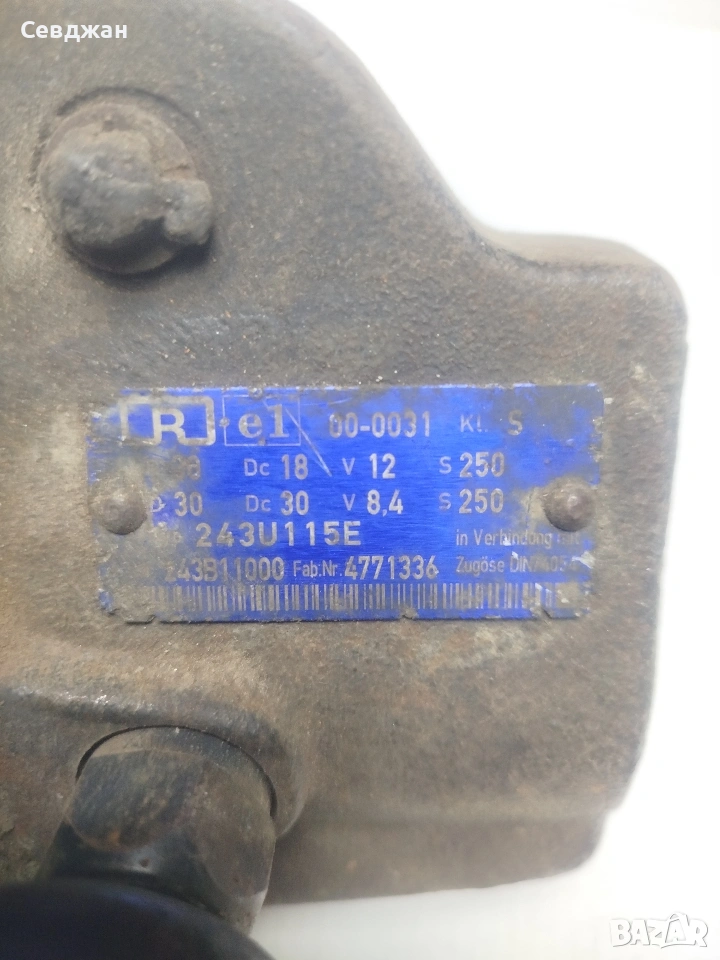 Севджан
R e1 00-0031 Kl. S
Dc 18 V 12 S 250
D 30 Dc 30 V 8,4 S 250
243U115E in Verbindung mit
243B11000 Fab.Nr. 4771336 Zugöse DIN
BAZAR